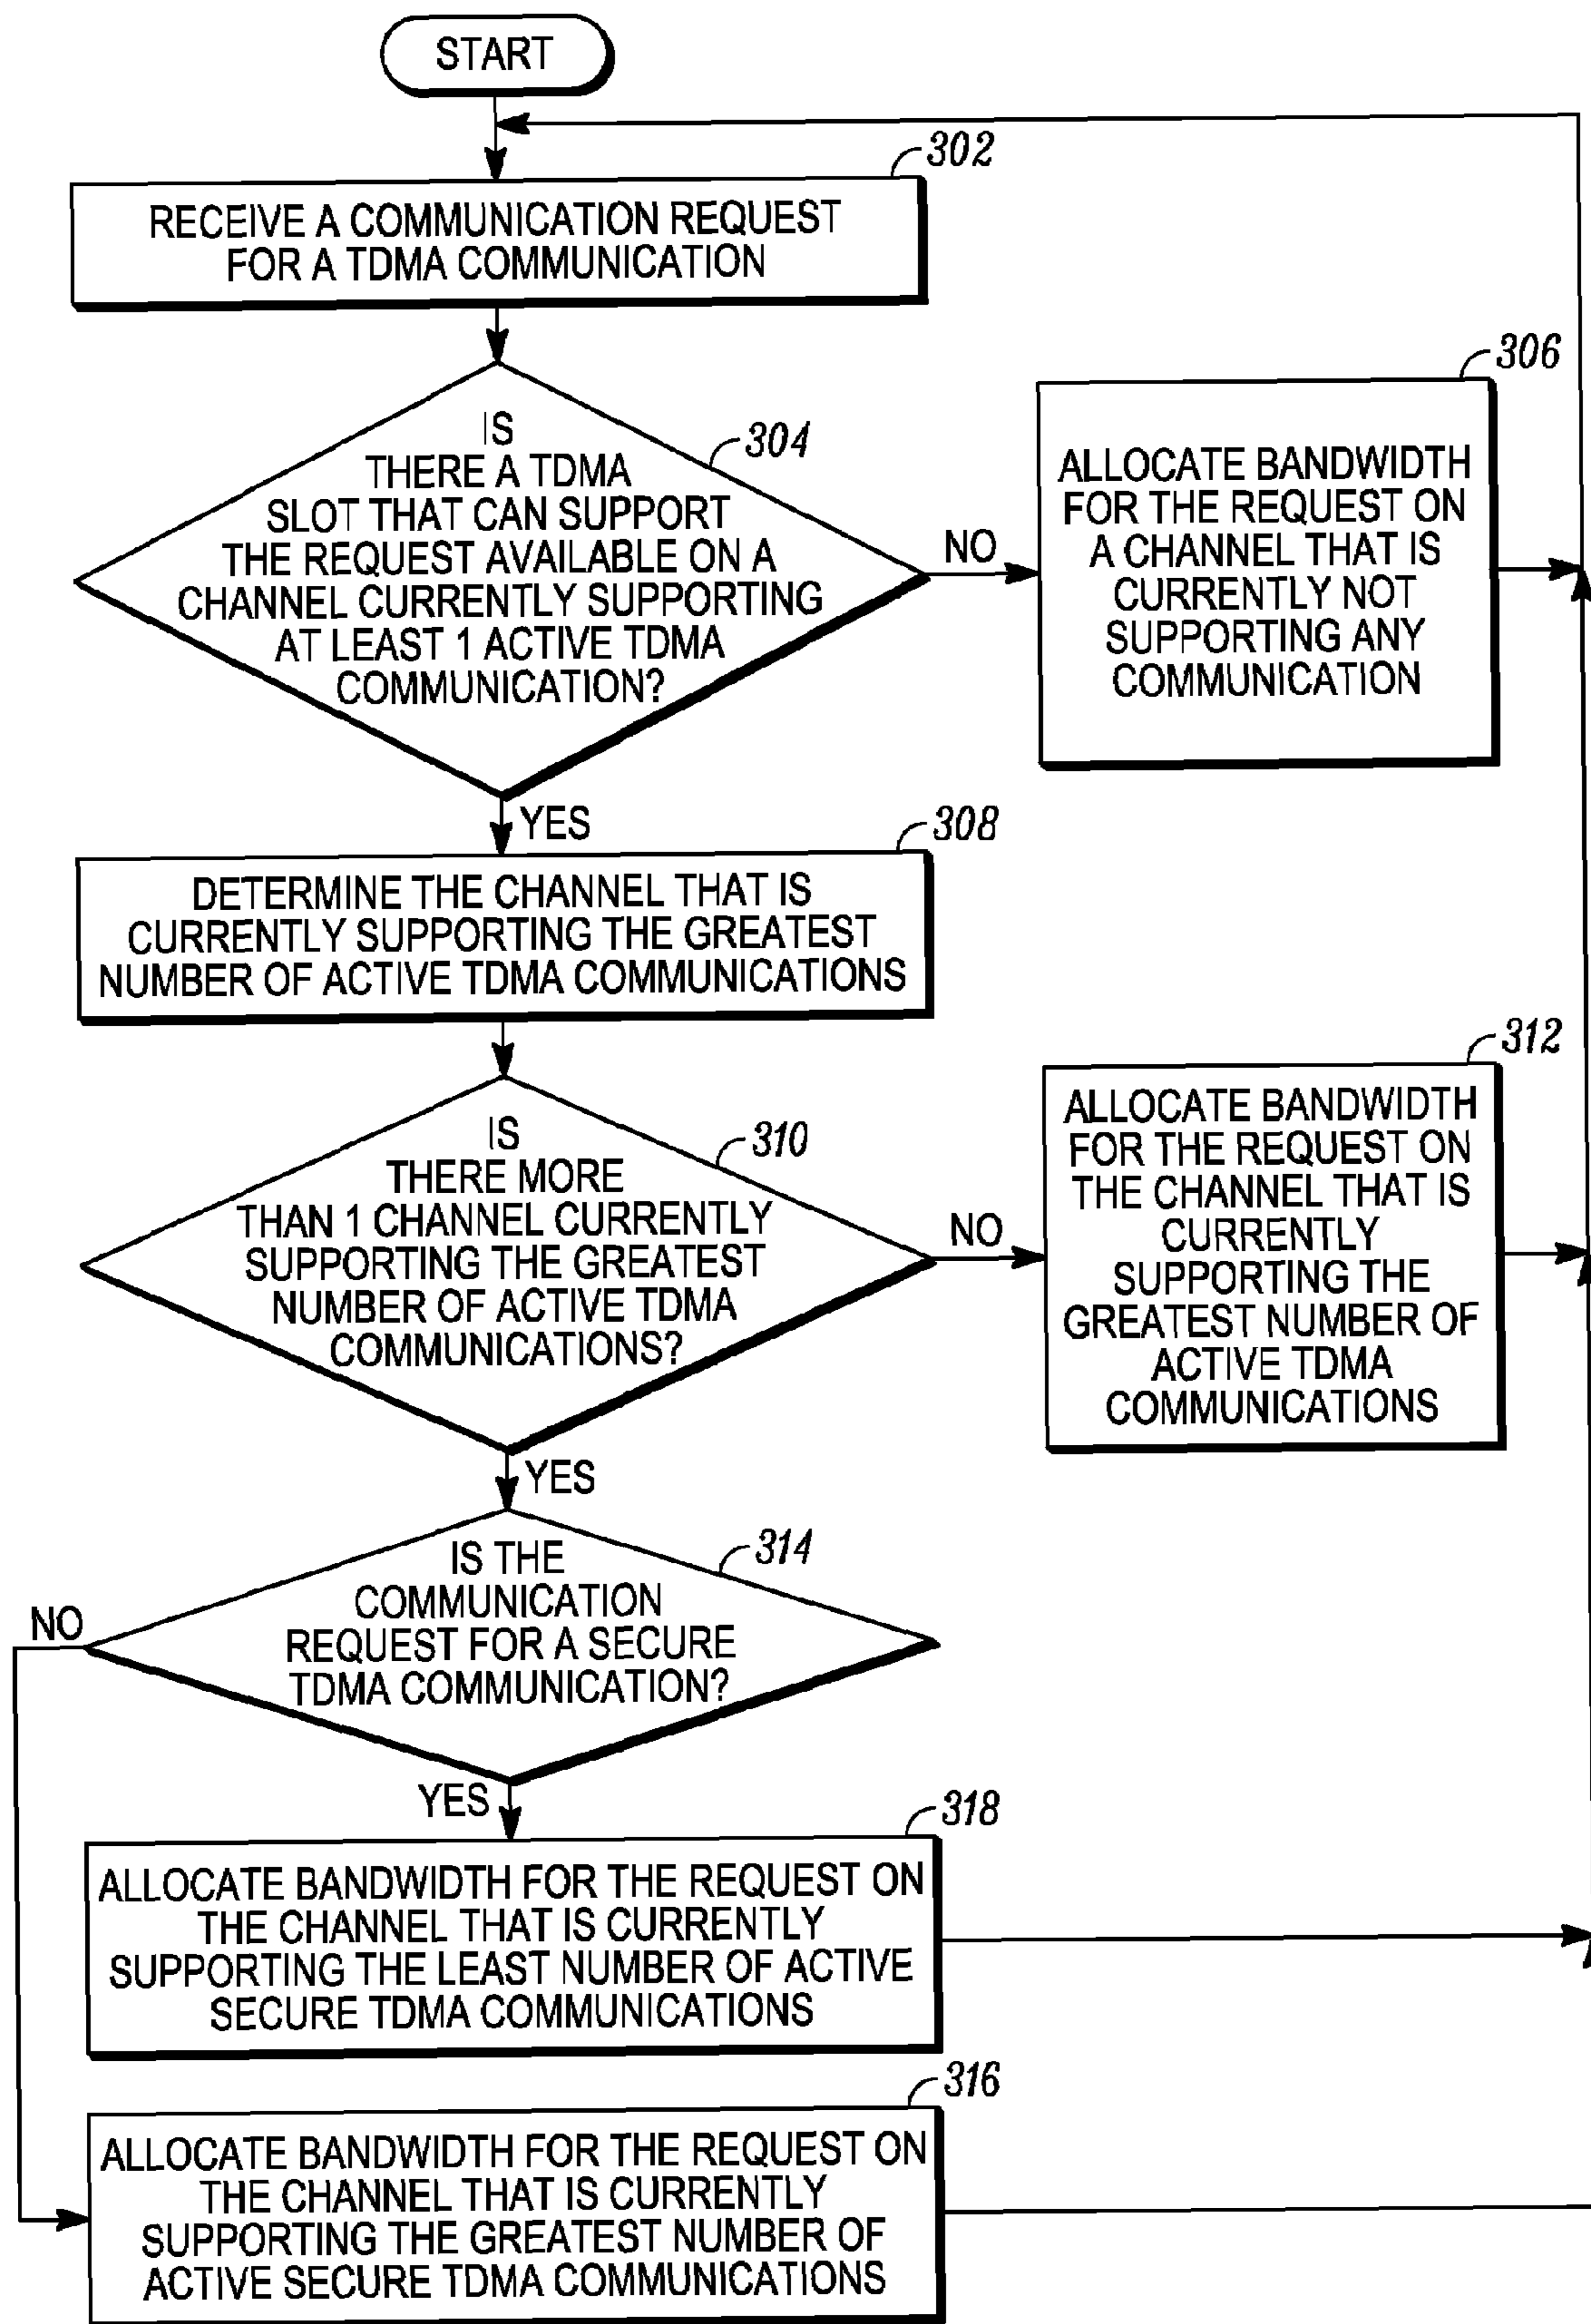 START
302
RECEIVE A COMMUNICATION REQUEST
FOR A TDMA COMMUNICATION
304
IS
THERE A TDMA
SLOT THAT CAN SUPPORT
THE REQUEST AVAILABLE ON A
CHANNEL CURRENTLY SUPPORTING
AT LEAST 1 ACTIVE TDMA
COMMUNICATION?
NO
306
ALLOCATE BANDWIDTH
FOR THE REQUEST ON
A CHANNEL THAT IS
CURRENTLY NOT
SUPPORTING ANY
COMMUNICATION
YES
308
DETERMINE THE CHANNEL THAT IS
CURRENTLY SUPPORTING THE GREATEST
NUMBER OF ACTIVE TDMA COMMUNICATIONS
310
IS
THERE MORE
THAN 1 CHANNEL CURRENTLY
SUPPORTING THE GREATEST
NUMBER OF ACTIVE TDMA
COMMUNICATIONS?
NO
312
ALLOCATE BANDWIDTH
FOR THE REQUEST ON
THE CHANNEL THAT IS
CURRENTLY
SUPPORTING THE
GREATEST NUMBER OF
ACTIVE TDMA
COMMUNICATIONS
YES
314
IS THE
COMMUNICATION
REQUEST FOR A SECURE
TDMA COMMUNICATION?
NO
YES
318
ALLOCATE BANDWIDTH FOR THE REQUEST ON
THE CHANNEL THAT IS CURRENTLY
SUPPORTING THE LEAST NUMBER OF ACTIVE
SECURE TDMA COMMUNICATIONS
316
ALLOCATE BANDWIDTH FOR THE REQUEST ON
THE CHANNEL THAT IS CURRENTLY
SUPPORTING THE GREATEST NUMBER OF
ACTIVE SECURE TDMA COMMUNICATIONS